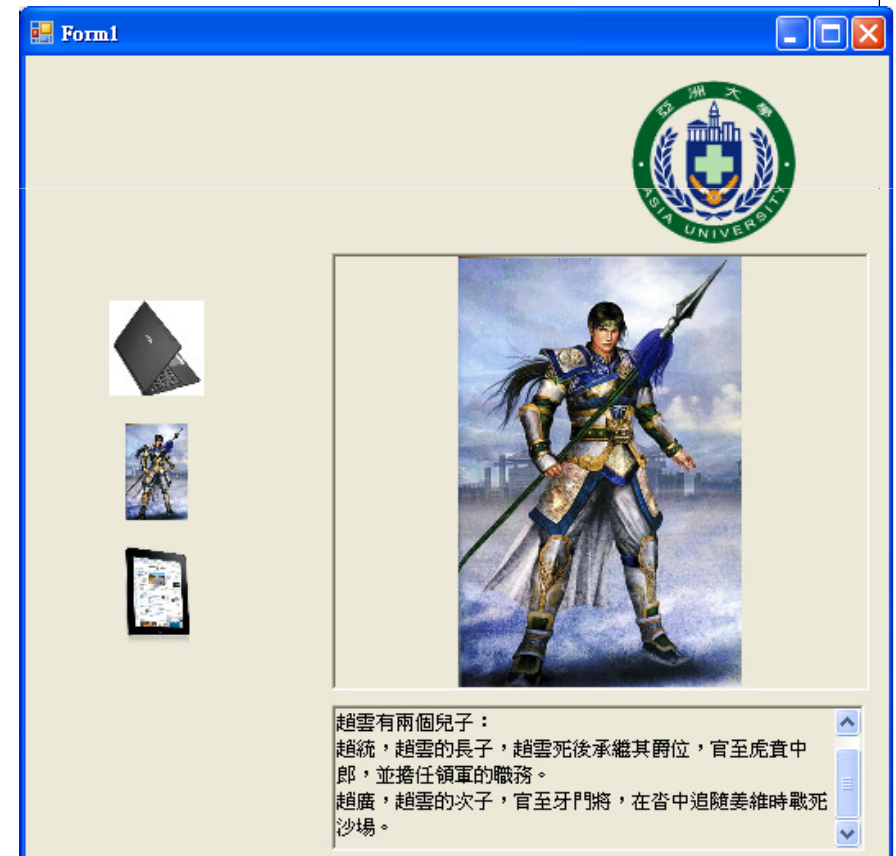 Form1
亞洲大學
ASIA UNIVERSITY
趙雲有兩個兒子：
趙統，趙雲的長子，趙雲死後承繼其爵位，官至虎賁中
郎，並擔任領軍的職務。
趙廣，趙雲的次子，官至牙門將，在沓中追隨姜維時戰死
沙場。